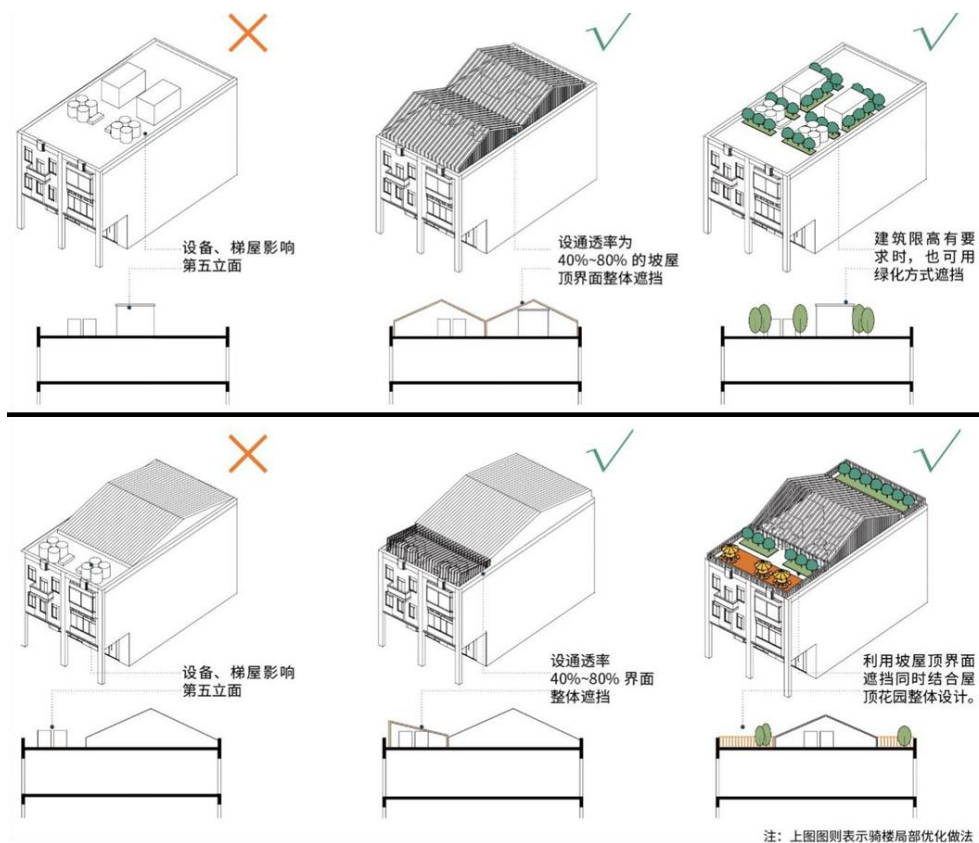 设备、梯屋影响
第五立面
设通透率为
40%~80% 的坡屋
顶界面整体遮挡
建筑限高有要
求时，也可用
绿化方式遮挡
设备、梯屋影响
第五立面
设通透率
40%~80% 界面
整体遮挡
利用坡屋顶界面
遮挡同时结合屋
顶花园整体设计。
注：上图图则表示骑楼局部优化做法